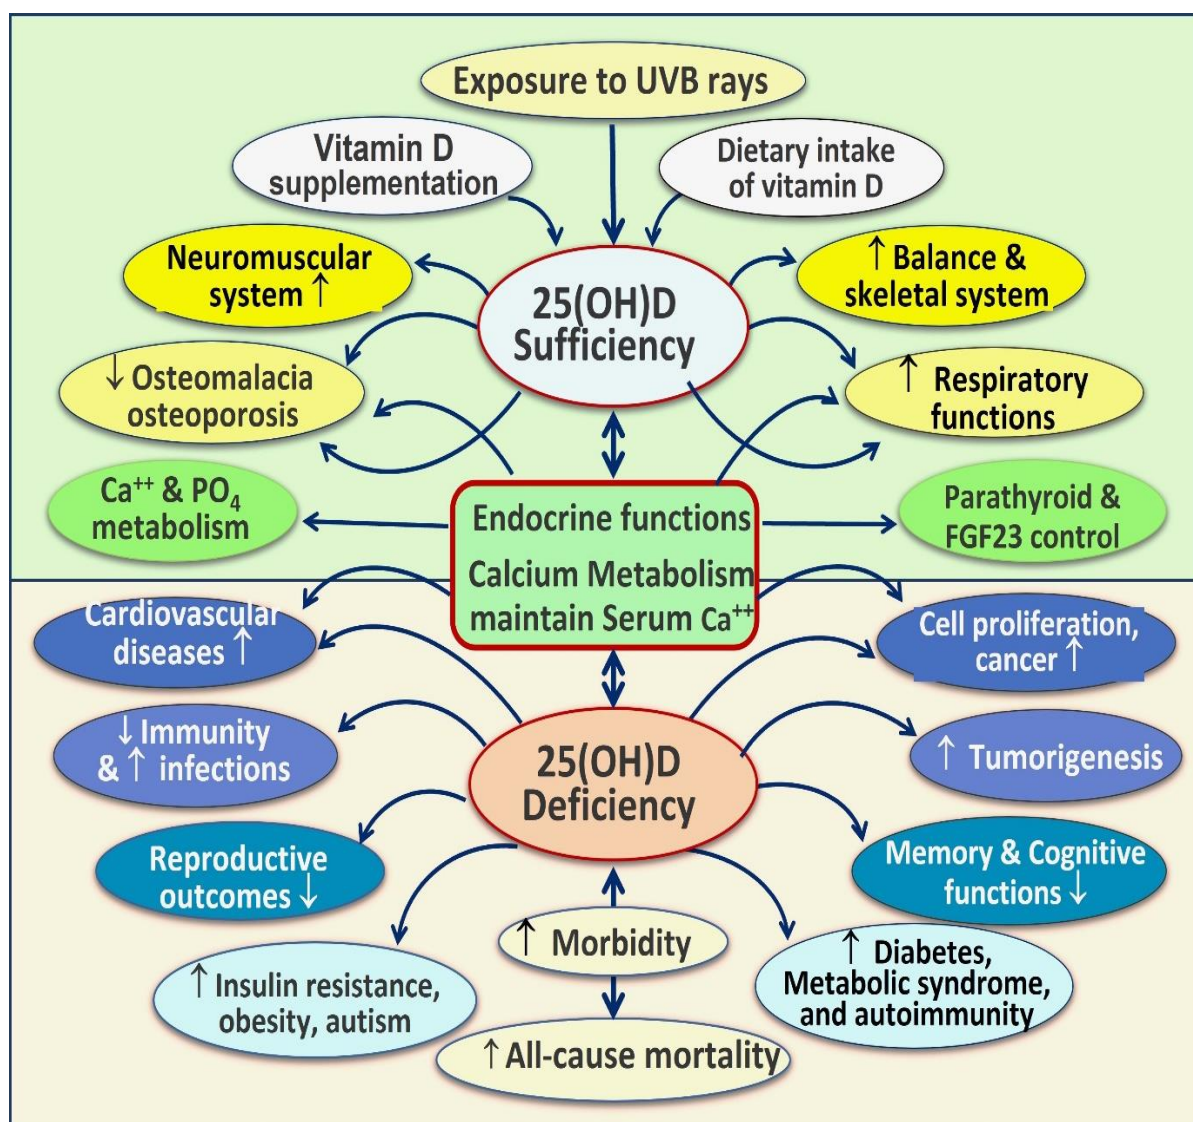 Exposure to UVB rays
Vitamin D
supplementation
Dietary intake
of vitamin D
Neuromuscular
system ↑
25(OH)D
Sufficiency
↑ Balance &
skeletal system
↓ Osteomalacia
osteoporosis
↑ Respiratory
functions
Ca⁺⁺ & PO₄
metabolism
Endocrine functions
Calcium Metabolism
maintain Serum Ca⁺⁺
Parathyroid &
FGF23 control
Cardiovascular
diseases ↑
Cell proliferation,
cancer ↑
↓ Immunity
& ↑ infections
25(OH)D
Deficiency
↑ Tumorigenesis
Reproductive
outcomes ↓
Memory & Cognitive
functions ↓
↑ Insulin resistance,
obesity, autism
↑ Morbidity
↑ Diabetes,
Metabolic syndrome,
and autoimmunity
↑ All-cause mortality